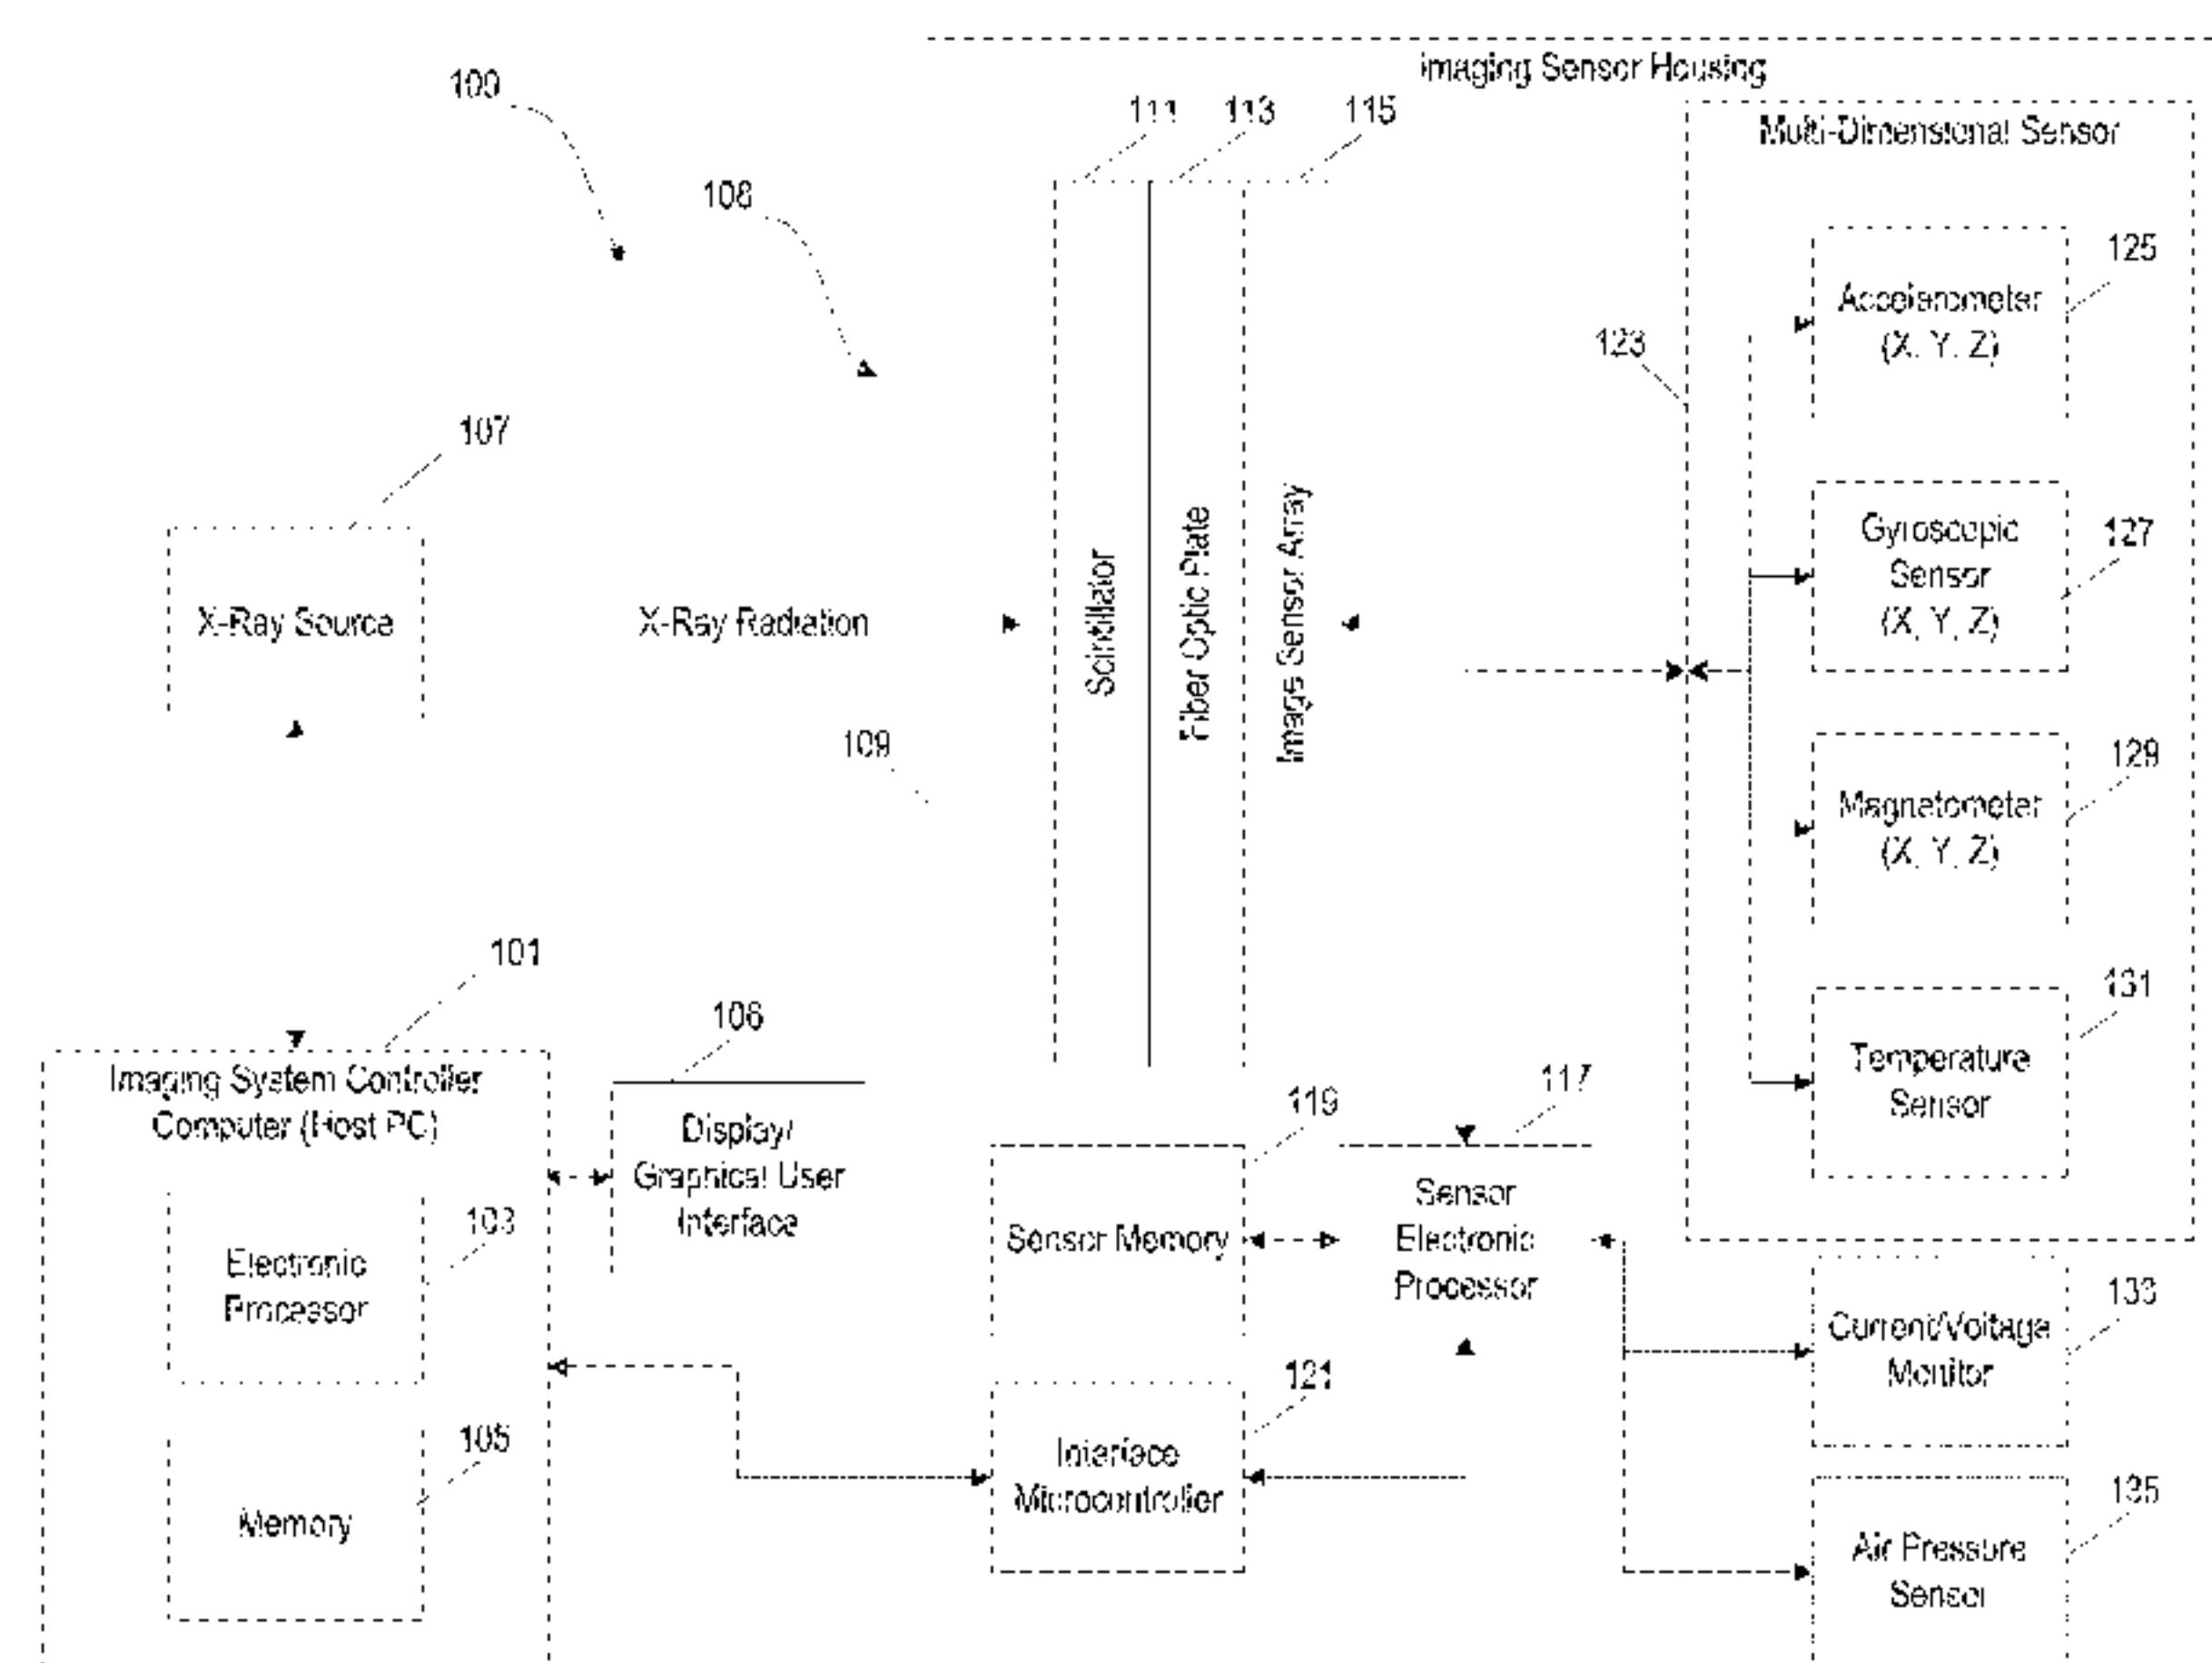 Imaging Sensor Housing
100
111
113
115
Multi-Dimensional Sensor
108
125
Accelerometer
(X, Y, Z)
123
107
Gyroscopic
Sensor
(X, Y, Z)
127
X-Ray Source
X-Ray Radiation
Scintillator
Fiber Optic Plate
Image Sensor Array
109
129
Magnetometer
(X, Y, Z)
101
131
106
Temperature
Sensor
Imaging System Controller
Computer (Host PC)
117
119
Display/
Graphical User
Interface
Sensor Memory
Sensor
Electronic
Processor
103
Electronic
Processor
133
Current/Voltage
Monitor
121
105
Interface
Microcontroller
Memory
135
Air Pressure
Sensor